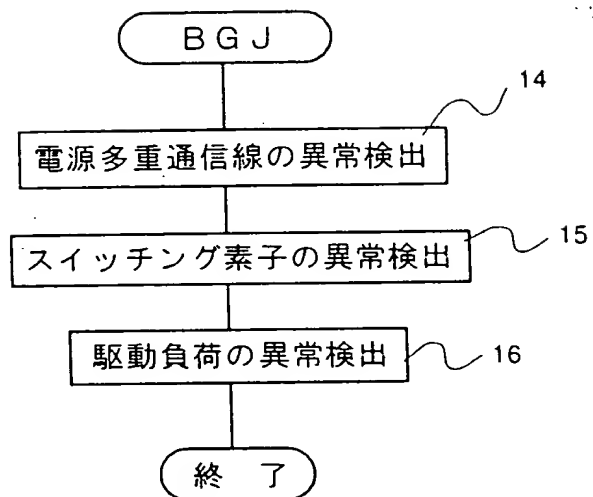 BGJ
14
電源多重通信線の異常検出
15
スイッチング素子の異常検出
16
駆動負荷の異常検出
終 了